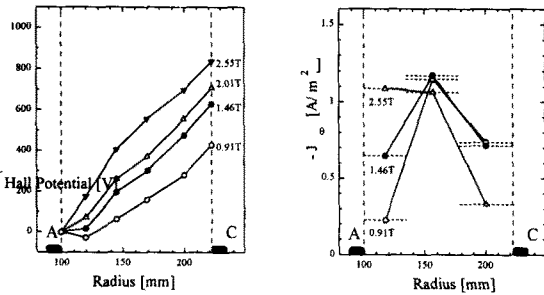 1000
800
600
400
200
0
Hall Potential [V]
2.55T
2.01T
1.46T
0.91T
A
C
100
150
200
Radius [mm]
1.5
1
0.5
0
- J θ [A/ m 2 ]
2.55T
1.46T
0.91T
A
C
100
150
200
Radius [mm]